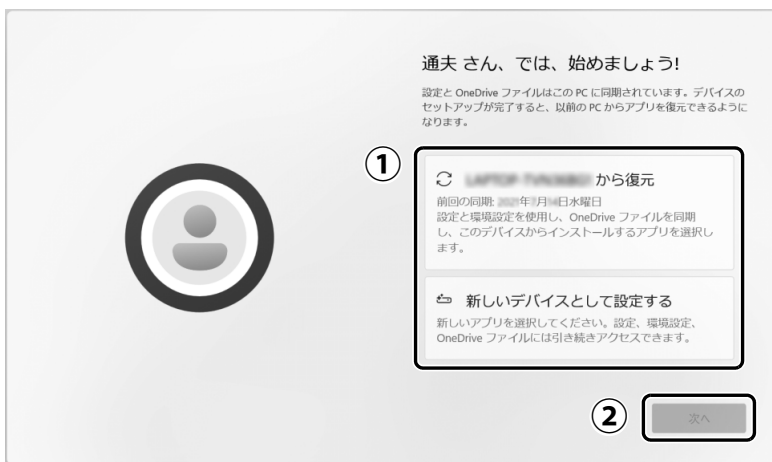 通夫 さん、では、始めましょう!
設定と OneDrive ファイルはこの PC に同期されています。デバイスの
セットアップが完了すると、以前の PC からアプリを復元できるように
なります。
①
から復元
前回の同期: 年7月14日水曜日
設定と環境設定を使用し、OneDrive ファイルを同期
し、このデバイスからインストールするアプリを選択し
ます。
新しいデバイスとして設定する
新しいアプリを選択してください。設定、環境設定、
OneDrive ファイルには引き続きアクセスできます。
②
次へ